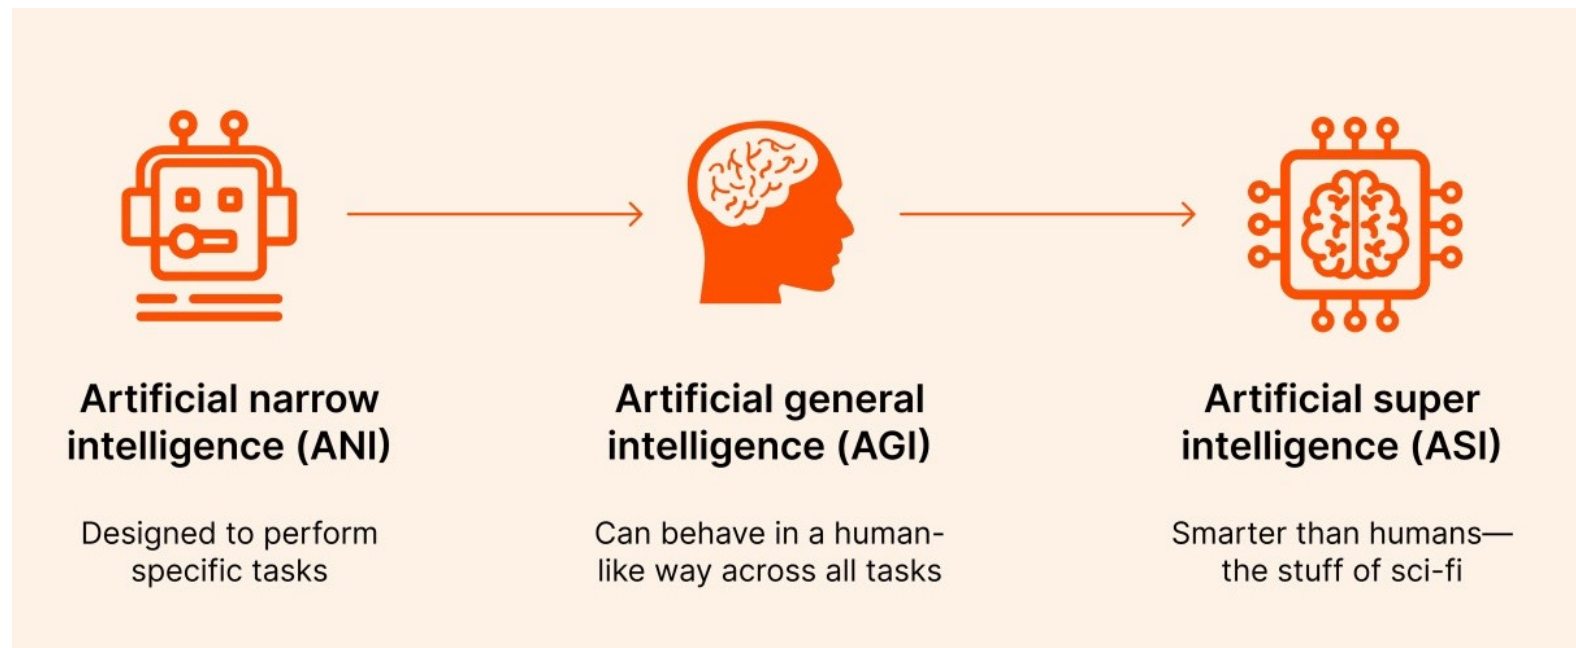 Artificial narrow
intelligence (ANI)
Designed to perform
specific tasks
Artificial general
intelligence (AGI)
Can behave in a human-
like way across all tasks
Artificial super
intelligence (ASI)
Smarter than humans—
the stuff of sci-fi